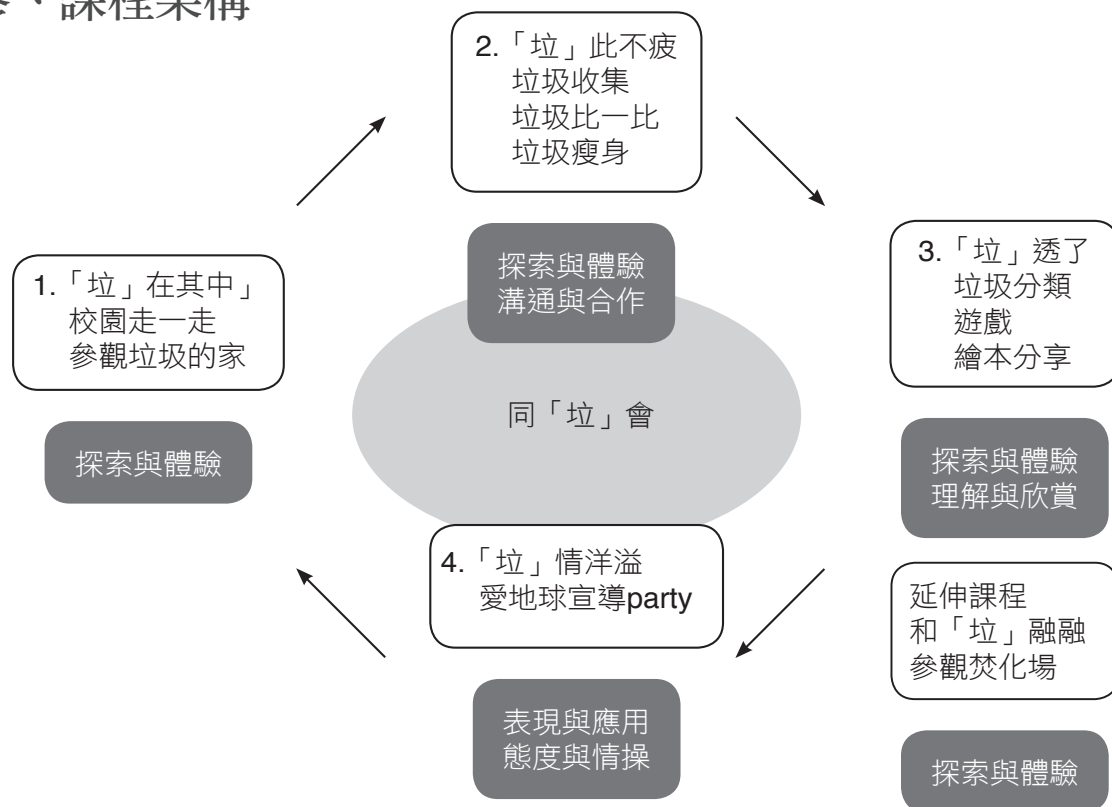 、課程架構
2.「垃」此不疲
垃圾收集
垃圾比一比
垃圾瘦身
探索與體驗
溝通與合作
1.「垃」在其中」
校園走一走
參觀垃圾的家
探索與體驗
3.「垃」透了
垃圾分類
遊戲
繪本分享
探索與體驗
理解與欣賞
同「垃」會
4.「垃」情洋溢
愛地球宣導party
表現與應用
態度與情操
延伸課程
和「垃」融融
參觀焚化場
探索與體驗